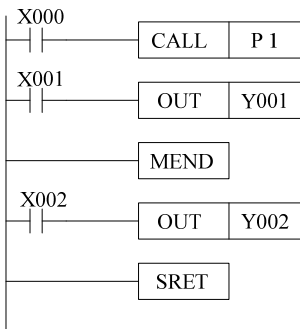 X000
CALL P 1
X001
OUT Y001
MEND
X002
OUT Y002
SRET